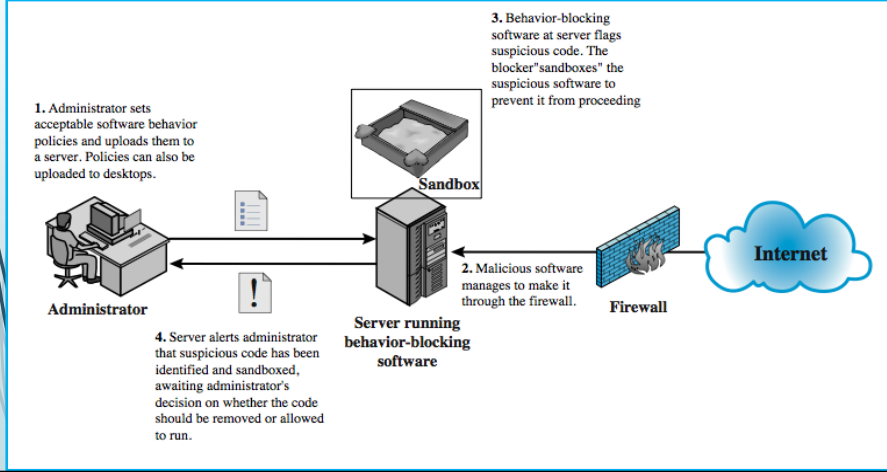 3. Behavior-blocking
software at server flags
suspicious code. The
blocker"sandboxes" the
suspicious software to
prevent it from proceeding
1. Administrator sets
acceptable software behavior
policies and uploads them to
a server. Policies can also be
uploaded to desktops.
Sandbox
Internet
2. Malicious software
manages to make it
through the firewall.
!
Administrator
Firewall
Server running
behavior-blocking
software
4. Server alerts administrator
that suspicious code has been
identified and sandboxed,
awaiting administrator's
decision on whether the code
should be removed or allowed
to run.